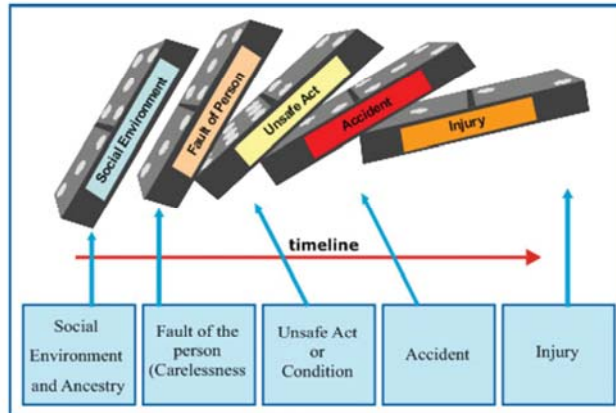 Social Environment
Fault of Person
Unsafe Act
Accident
Injury
timeline
Social
Environment
and Ancestry
Fault of the
person
(Carelessness
Unsafe Act
or
Condition
Accident
Injury